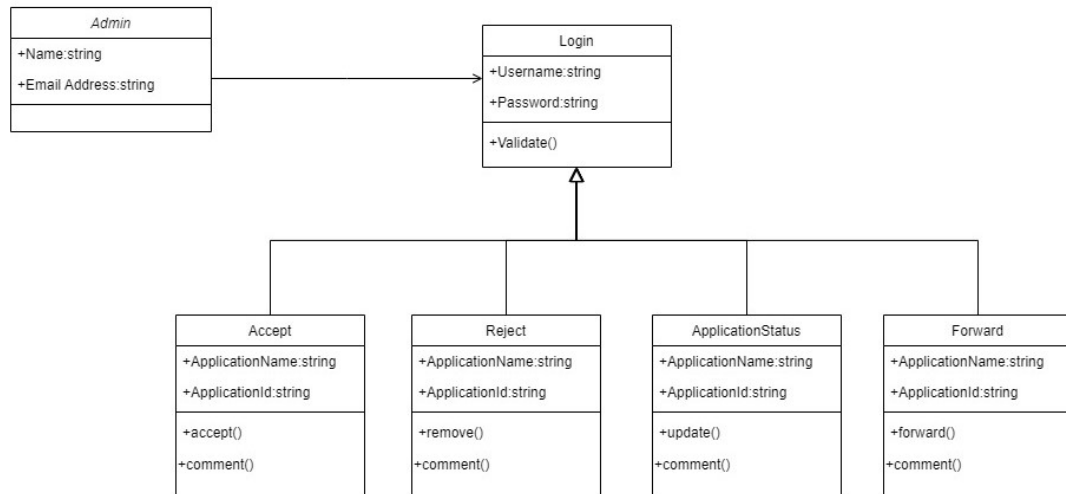 Admin
+Name:string
+Email Address:string
Login
+Username:string
+Password:string
+Validate()
Accept
+ApplicationName:string
+ApplicationId:string
+accept()
+comment()
Reject
+ApplicationName:string
+ApplicationId:string
+remove()
+comment()
ApplicationStatus
+ApplicationName:string
+ApplicationId:string
+update()
+comment()
Forward
+ApplicationName:string
+ApplicationId:string
+forward()
+comment()